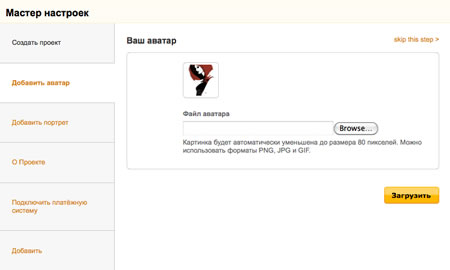 Мастер настроек
Создать проект
Добавить аватар
Добавить портрет
О Проекте
Подключить платёжную
систему
Добавить
Ваш аватар
skip this step >
Файл аватара
Browse...
Картинка будет автоматически уменьшена до размера 80 пикселей. Можно
использовать форматы PNG, JPG и GIF.
Загрузить